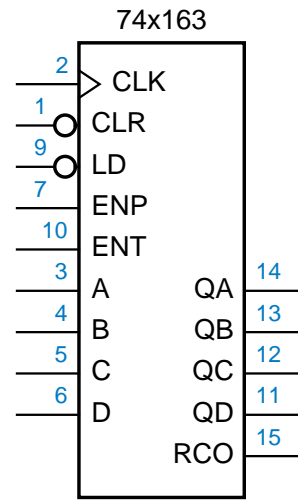 74x163
2 CLK
1 CLR
9 LD
7 ENP
10 ENT
3 A QA 14
4 B QB 13
5 C QC 12
6 D QD 11
RCO 15